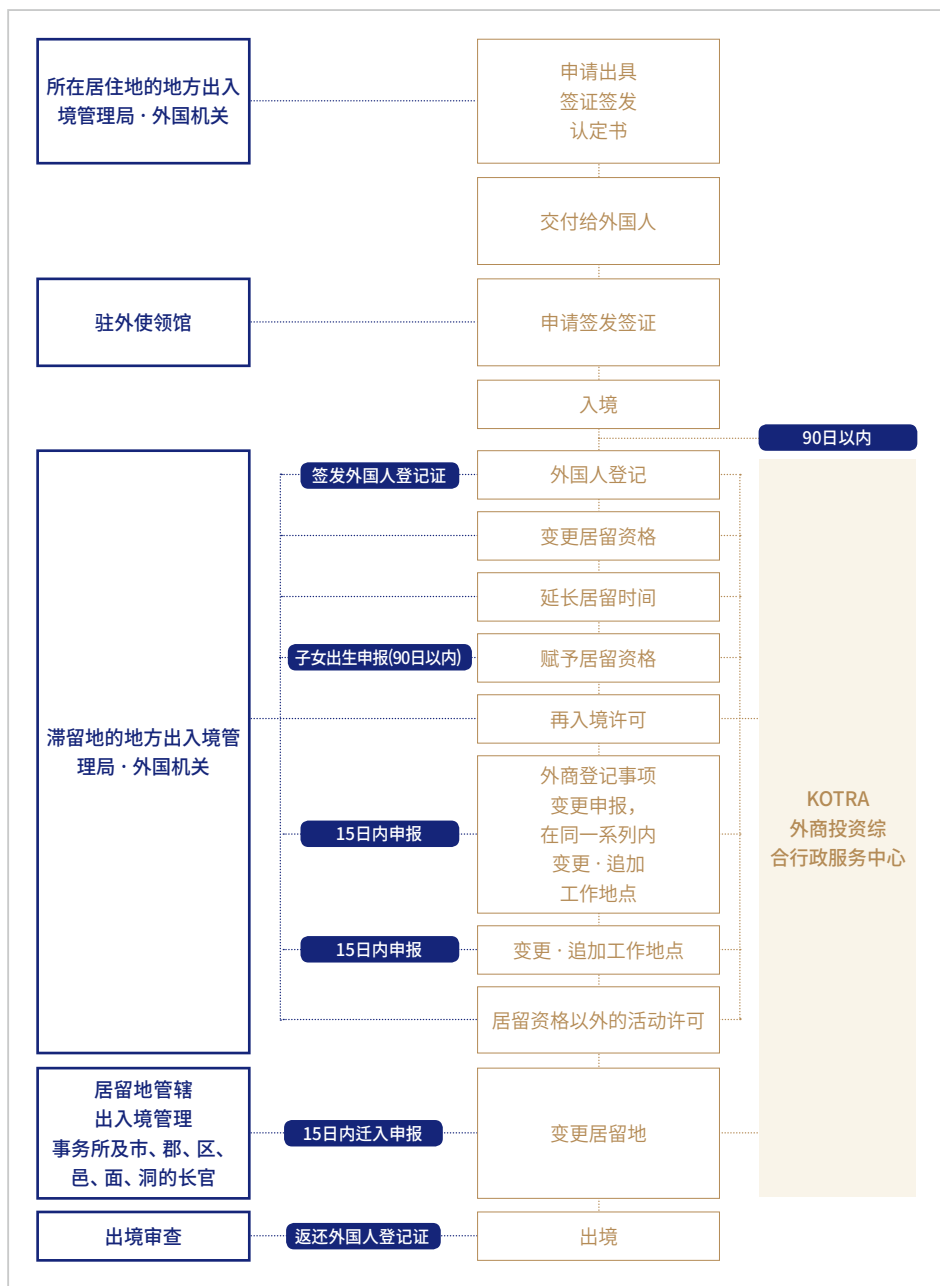 所在居住地的地方出入
境管理局 · 外国机关
申请出具
签证签发
认定书
交付给外国人
驻外使领馆
申请签发签证
入境
90日以内
签发外国人登记证
外国人登记
变更居留资格
延长居留时间
子女出生申报(90日以内)
赋予居留资格
再入境许可
滞留地的地方出入境管
理局 · 外国机关
外商登记事项
变更申报，
在同一系列内
变更 · 追加
工作地点
15日内申报
KOTRA
外商投资综
合行政服务中心
15日内申报
变更 · 追加工作地点
居留资格以外的活动许可
居留地管辖
出入境管理
事务所及市、郡、区、
邑、面、洞的长官
15日内迁入申报
变更居留地
出境审查
返还外国人登记证
出境